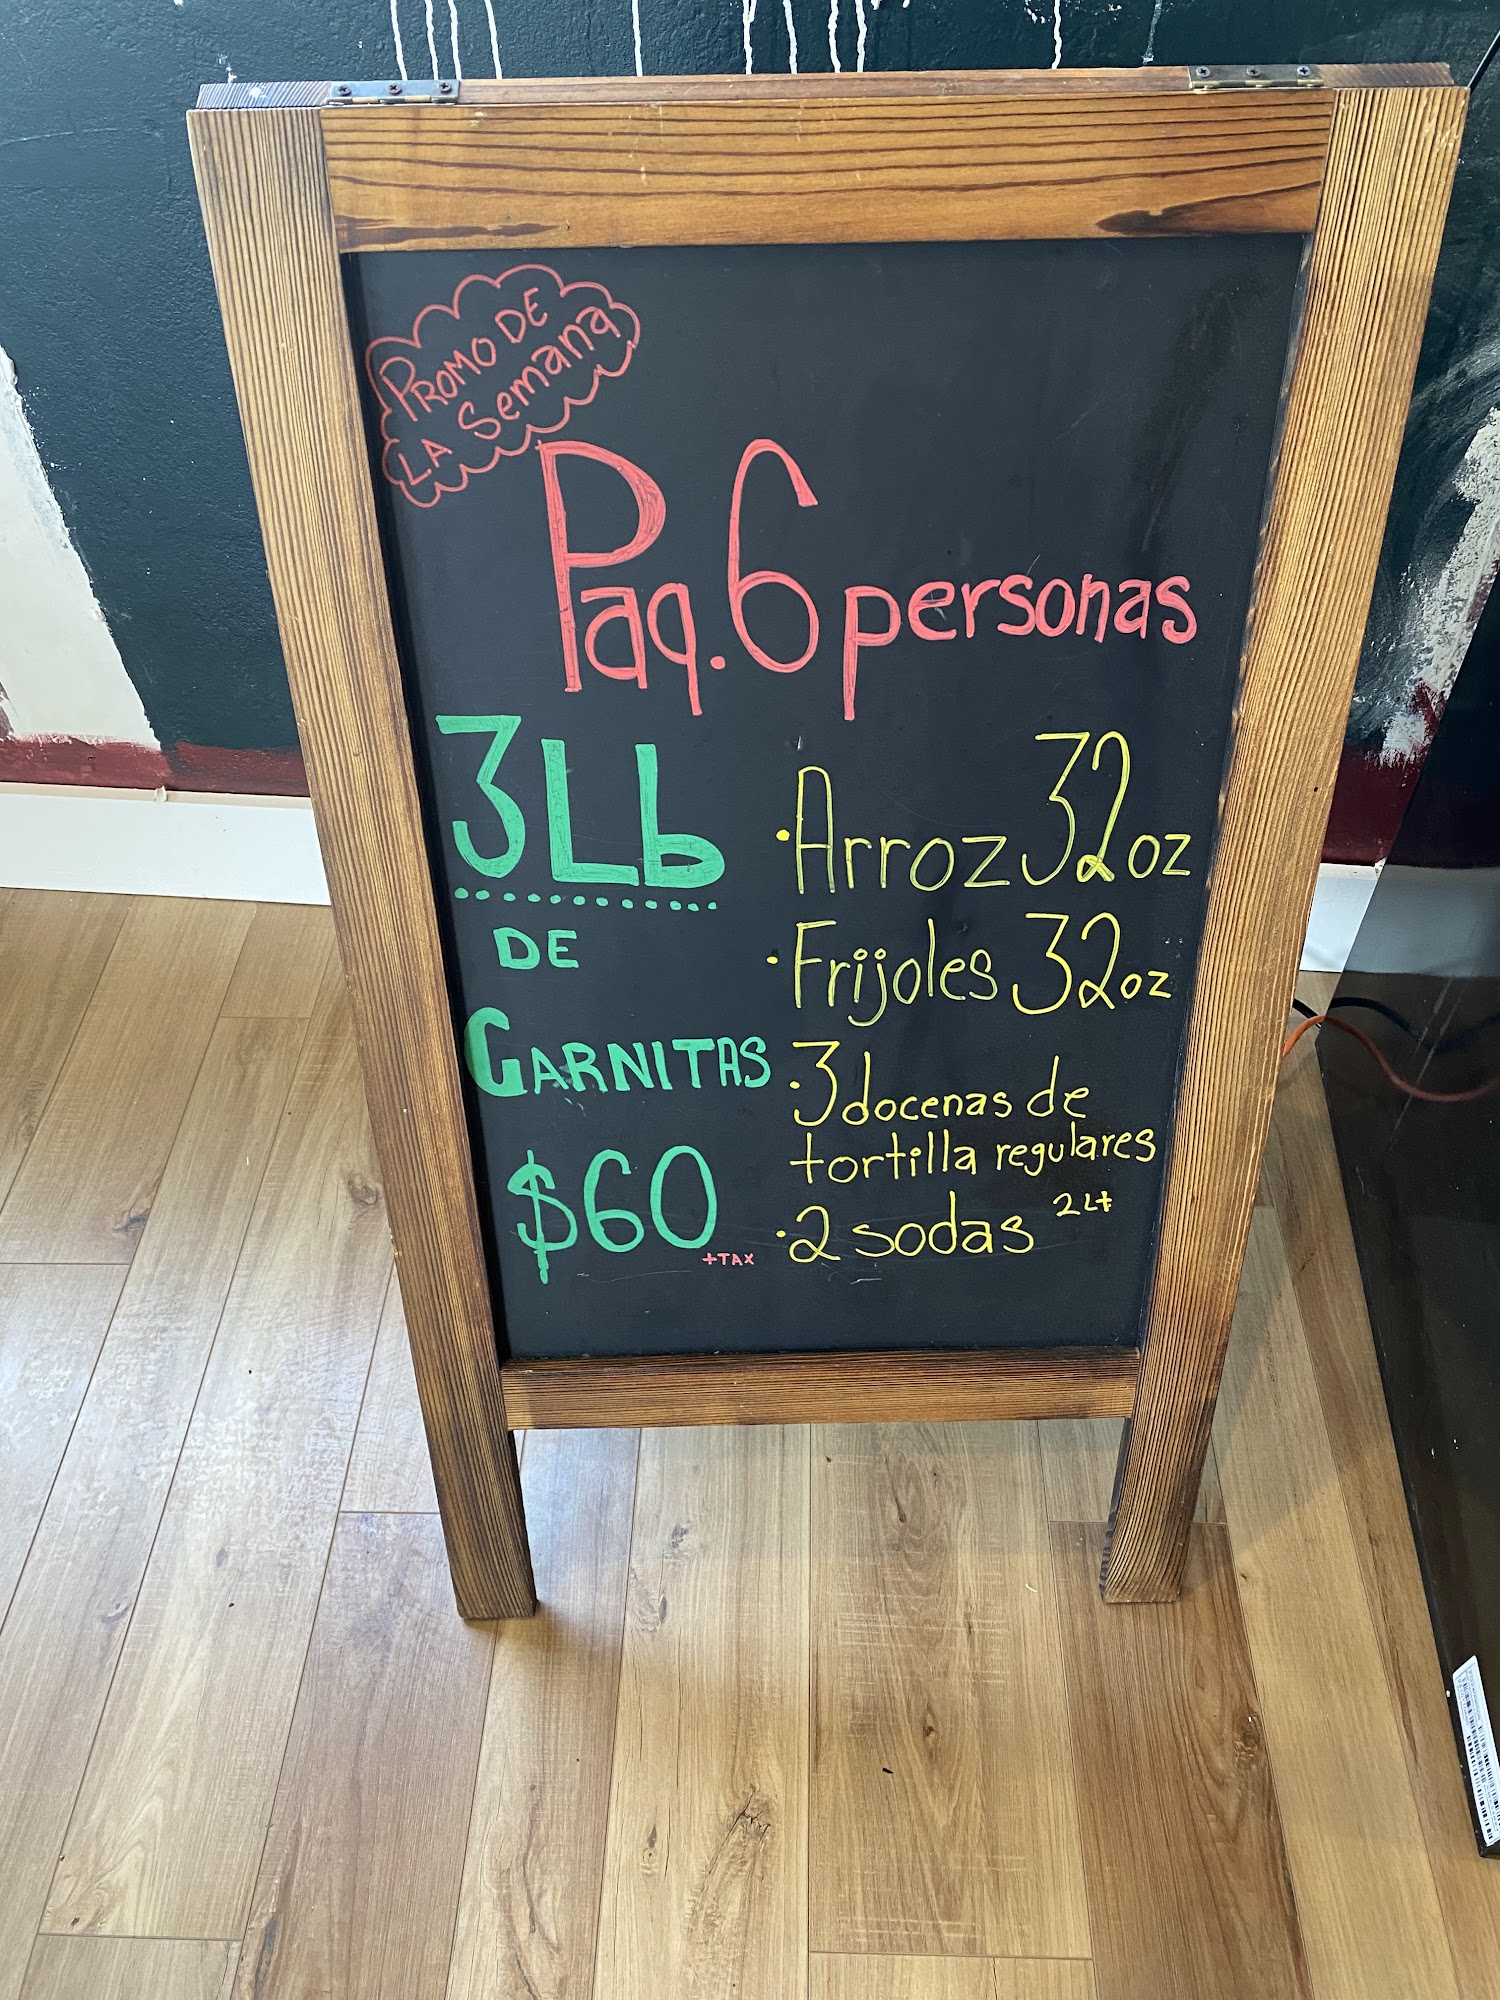 PROMO DE
LA Semana
Paq. 6 personas
3Lb
DE
CARNITAS
$60
+TAX
• Arroz 32oz
• Frijoles 32oz
• 3 docenas de
tortilla regulares
• 2 sodas 2Lt